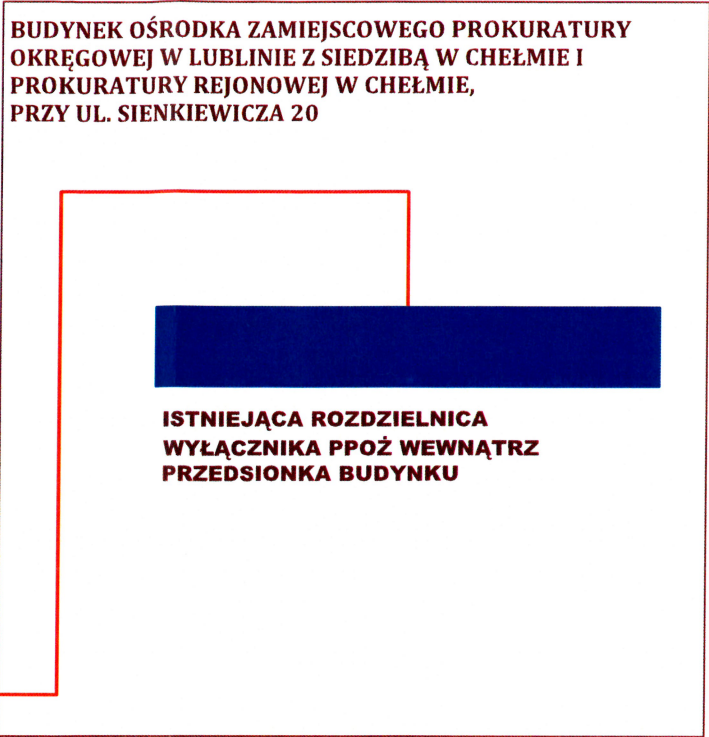 BUDYNEK OŚRODKA ZAMIEJSCOWEGO PROKURATURY
OKRĘGOWEJ W LUBLINIE Z SIEDZIBĄ W CHEŁMIE I
PROKURATURY REJONOWEJ W CHEŁMIE,
PRZY UL. SIENKIEWICZA 20
ISTNIEJĄCA ROZDZIELNICA
WYŁĄCZNIKA PPOŻ WEWNĄTRZ
PRZEDSIONKA BUDYNKU